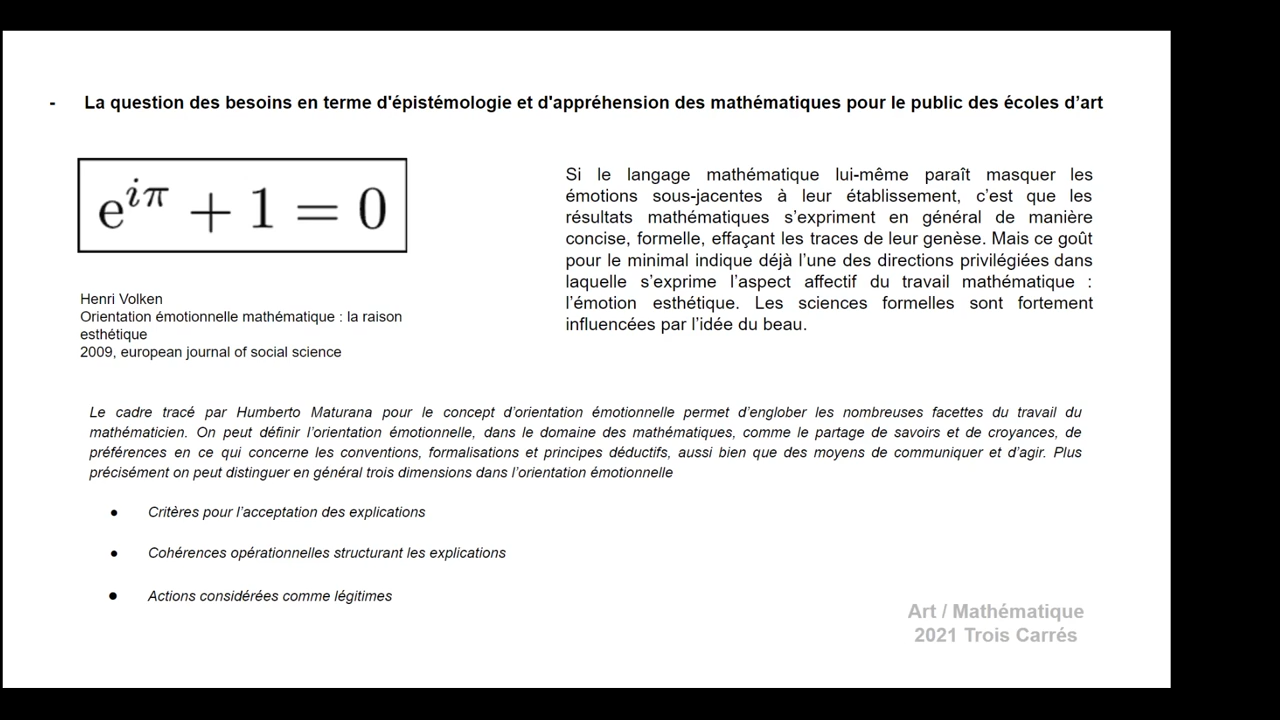 - La question des besoins en terme d'épistémologie et d'appréhension des mathématiques pour le public des écoles d’art
e^{iπ} + 1 = 0
Henri Volken
Orientation émotionnelle mathématique : la raison
esthétique
2009, european journal of social science
Si le langage mathématique lui-même paraît masquer les
émotions sous-jacentes à leur établissement, c’est que les
résultats mathématiques s’expriment en général de manière
concise, formelle, effaçant les traces de leur genèse. Mais ce goût
pour le minimal indique déjà l’une des directions privilégiées dans
laquelle s’exprime l’aspect affectif du travail mathématique :
l’émotion esthétique. Les sciences formelles sont fortement
influencées par l’idée du beau.
Le cadre tracé par Humberto Maturana pour le concept d’orientation émotionnelle permet d’englober les nombreuses facettes du travail du
mathématicien. On peut définir l’orientation émotionnelle, dans le domaine des mathématiques, comme le partage de savoirs et de croyances, de
préférences en ce qui concerne les conventions, formalisations et principes déductifs, aussi bien que des moyens de communiquer et d’agir. Plus
précisément on peut distinguer en général trois dimensions dans l’orientation émotionnelle
● Critères pour l’acceptation des explications
● Cohérences opérationnelles structurant les explications
● Actions considérées comme légitimes
Art / Mathématique
2021 Trois Carrés